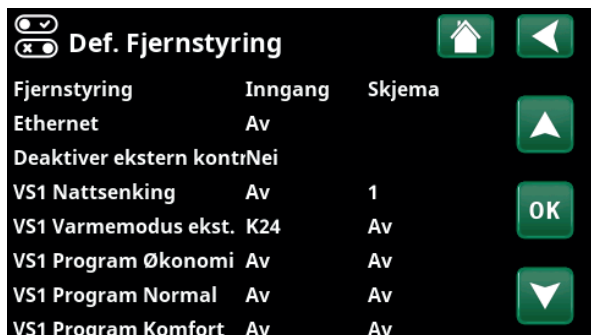 Def. Fjernstyring
Fjernstyring Inngang Skjema
Ethernet Av
Deaktiver ekstern kontr Nei
VS1 Nattsenking Av 1
VS1 Varmemodus ekst. K24 Av
VS1 Program Økonomi Av Av
VS1 Program Normal Av Av
VS1 Program Komfort Av Av
OK